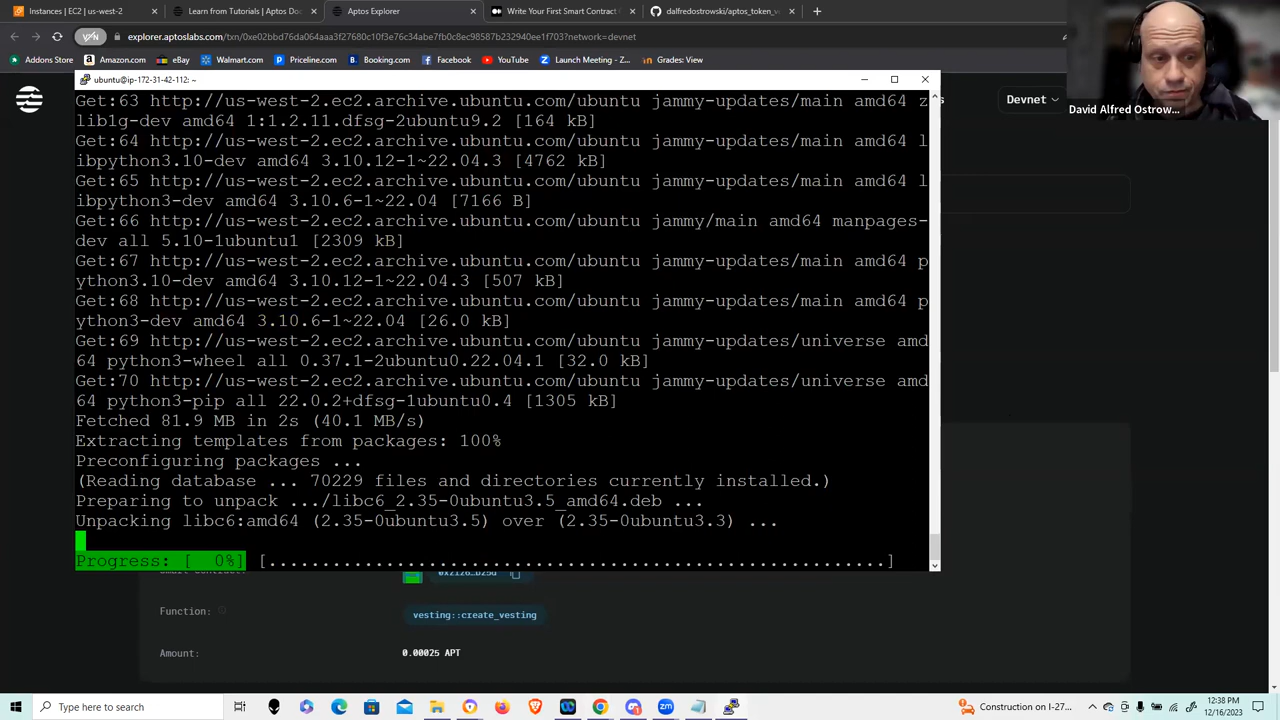 Instances | EC2 | us-west-2
Learn from Tutorials | Aptos Doc
Aptos Explorer
Write Your First Smart Contract
dalfredostrowski/aptos_token_v
explorer.aptoslabs.com/txn/0xe02bbd76da064aaa3f27680c10f3e76c34abe7fb0c8ec985787232940ee1f703?network=devnet
Addons Store
Amazon.com
eBay
Walmart.com
Priceline.com
Booking.com
Facebook
YouTube
Launch Meeting - Z...
Grades: View
ubuntu@ip-172-31-42-112: ~
Devnet
David Alfred Ostrow...
Get:63 http://us-west-2.ec2.archive.ubuntu.com/ubuntu jammy-updates/main amd64 z
lib1g-dev amd64 1:1.2.11.dfsg-2ubuntu9.2 [164 kB]
Get:64 http://us-west-2.ec2.archive.ubuntu.com/ubuntu jammy-updates/main amd64 l
ibpython3.10-dev amd64 3.10.12-1~22.04.3 [4762 kB]
Get:65 http://us-west-2.ec2.archive.ubuntu.com/ubuntu jammy-updates/main amd64 l
ibpython3-dev amd64 3.10.6-1~22.04 [7166 B]
Get:66 http://us-west-2.ec2.archive.ubuntu.com/ubuntu jammy/main amd64 manpages-
dev all 5.10-1ubuntu1 [2309 kB]
Get:67 http://us-west-2.ec2.archive.ubuntu.com/ubuntu jammy-updates/main amd64 p
ython3.10-dev amd64 3.10.12-1~22.04.3 [507 kB]
Get:68 http://us-west-2.ec2.archive.ubuntu.com/ubuntu jammy-updates/main amd64 p
ython3-dev amd64 3.10.6-1~22.04 [26.0 kB]
Get:69 http://us-west-2.ec2.archive.ubuntu.com/ubuntu jammy-updates/universe amd
64 python3-wheel all 0.37.1-2ubuntu0.22.04.1 [32.0 kB]
Get:70 http://us-west-2.ec2.archive.ubuntu.com/ubuntu jammy-updates/universe amd
64 python3-pip all 22.0.2+dfsg-1ubuntu0.4 [1305 kB]
Fetched 81.9 MB in 2s (40.1 MB/s)
Extracting templates from packages: 100%
Preconfiguring packages ...
(Reading database ... 70229 files and directories currently installed.)
Preparing to unpack .../libc6_2.35-0ubuntu3.5_amd64.deb ...
Unpacking libc6:amd64 (2.35-0ubuntu3.5) over (2.35-0ubuntu3.3) ...
Progress: [  0%] [..........................................................]
Function:
vesting::create_vesting
Amount:
0.00025 APT
Type here to search
Construction on I-27...
12:38 PM
12/16/2023